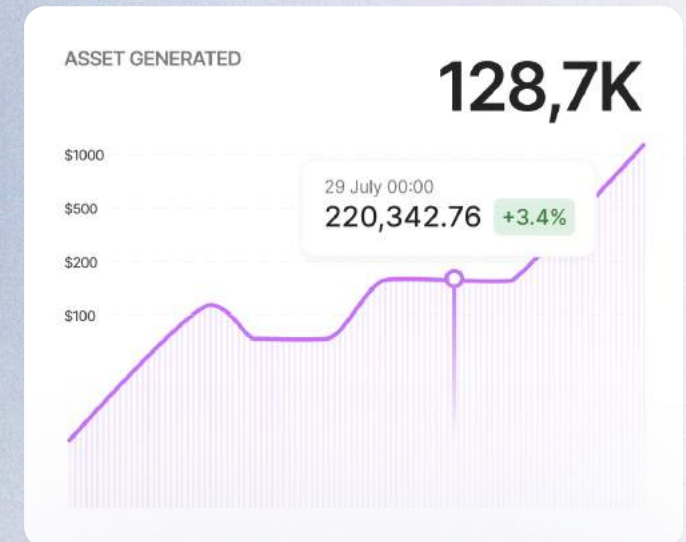 ASSET GENERATED
128,7K
$1000
29 July 00:00
220,342.76 +3.4%
$500
$200
$100